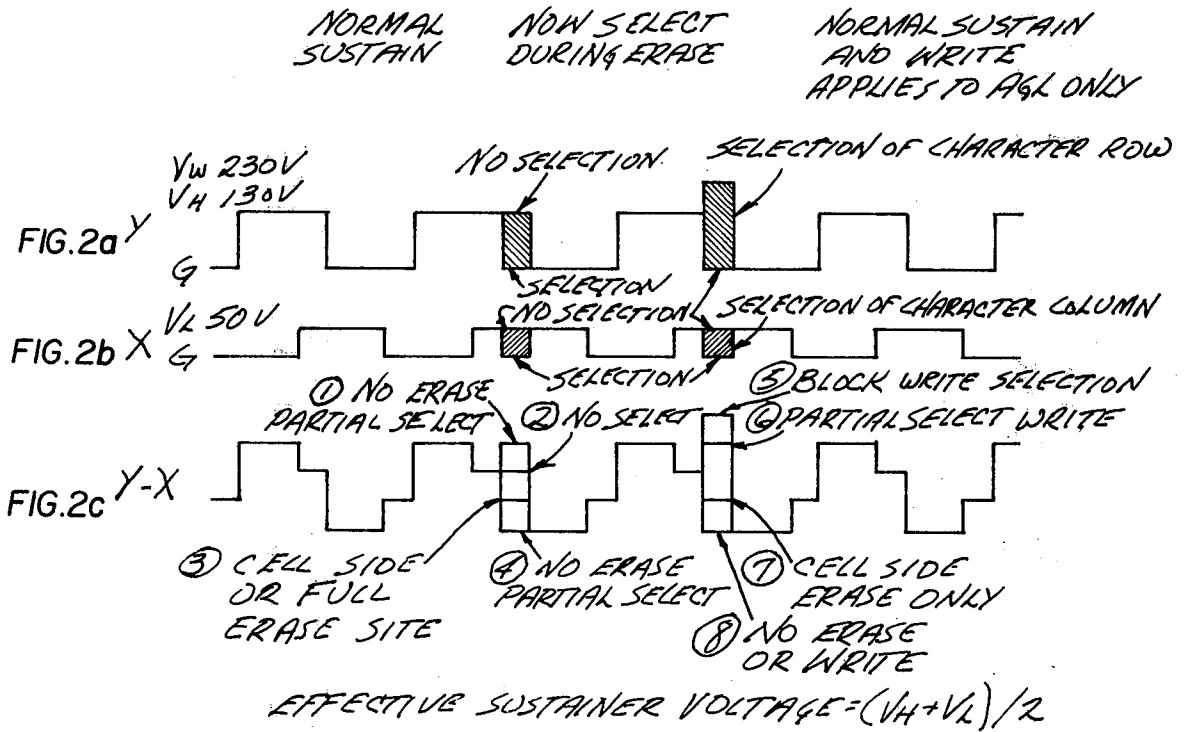 NORMAL
SUSTAIN
NOW SELECT
DURING ERASE
NORMAL SUSTAIN
AND WRITE
APPLIES TO AGL ONLY
VW 230V
VH 130V
NO SELECTION
SELECTION OF CHARACTER ROW
FIG.2a Y
G
SELECTION
NO SELECTION
SELECTION OF CHARACTER COLUMN
VL 50V
FIG.2b X
G
SELECTION
① NO ERASE
PARTIAL SELECT
② NO SELECT
⑤ BLOCK WRITE SELECTION
⑥ PARTIAL SELECT WRITE
FIG.2c Y-X
③ CELL SIDE
OR FULL
ERASE SITE
④ NO ERASE
PARTIAL SELECT
⑦ CELL SIDE
ERASE ONLY
⑧ NO ERASE
OR WRITE
EFFECTIVE SUSTAINER VOLTAGE=(VH+VL)/2